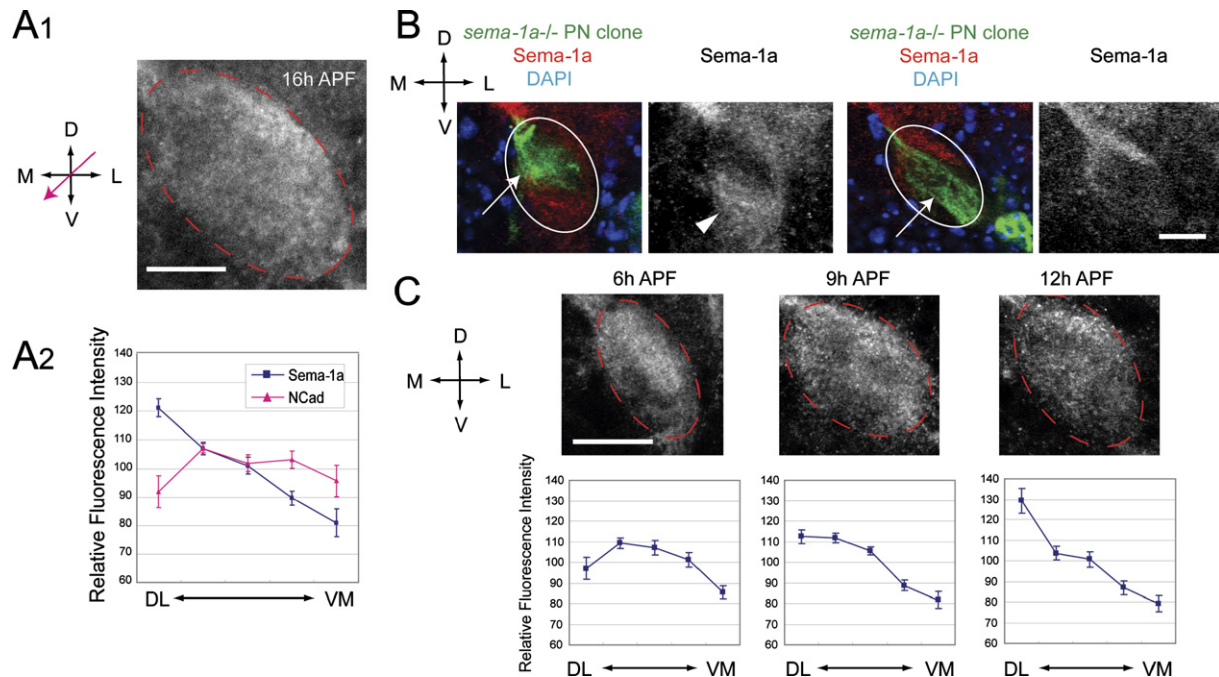 A1
16h APF
D
M
L
V
A2
Relative Fluorescence Intensity
140
130
120
110
100
90
80
70
60
Sema-1a
NCad
DL
VM
B
D
M
L
V
sema-1a-/- PN clone
Sema-1a
DAPI
Sema-1a
sema-1a-/- PN clone
Sema-1a
DAPI
Sema-1a
C
D
M
L
V
6h APF
9h APF
12h APF
Relative Fluorescence Intensity
140
130
120
110
100
90
80
70
60
DL
VM
140
130
120
110
100
90
80
70
60
DL
VM
140
130
120
110
100
90
80
70
60
DL
VM